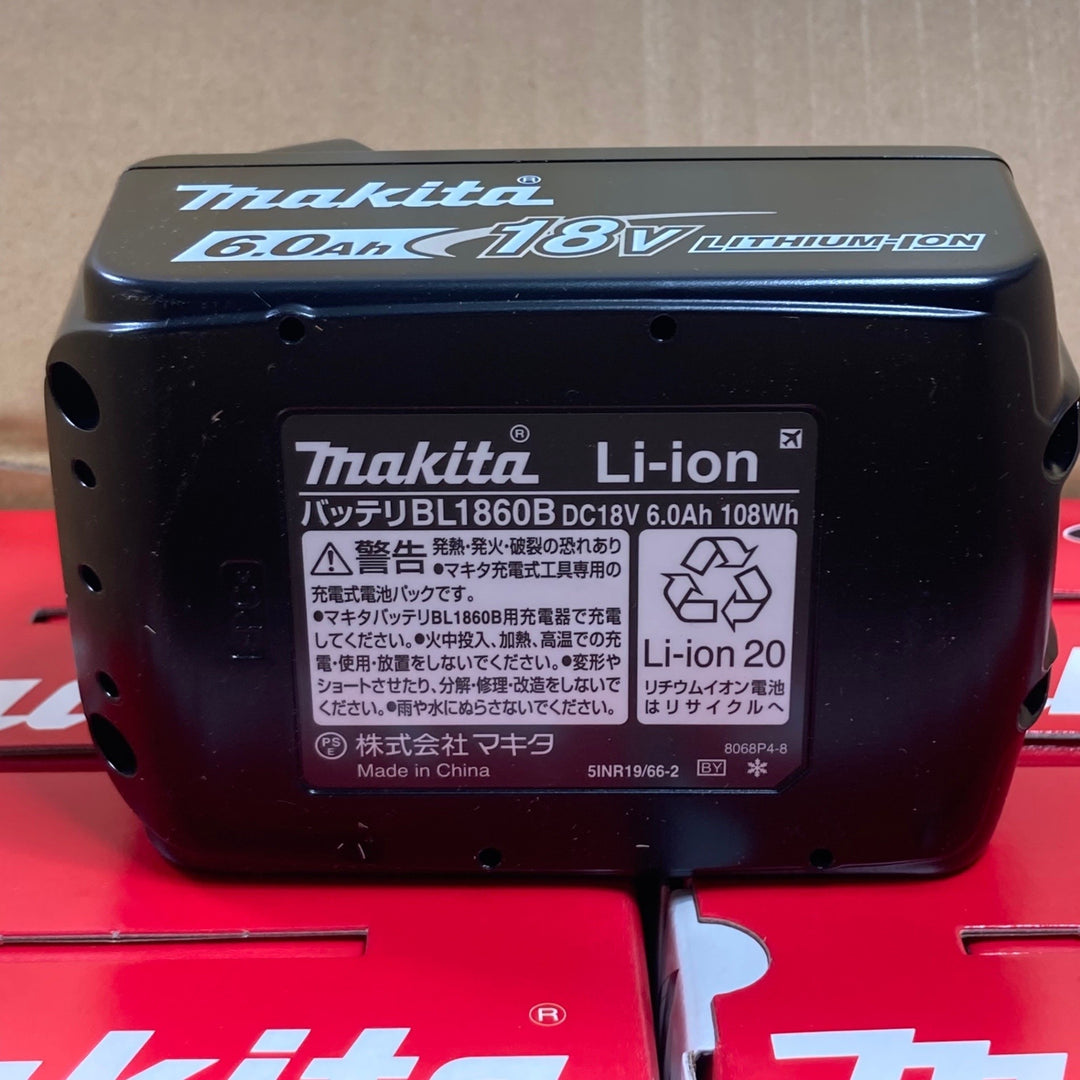 makita®
6.0Ah 18V LITHIUM-ION
makita® Li-ion
バッテリBL1860B DC18V 6.0Ah 108Wh
警告 発熱・発火・破裂の恐れあり
●マキタ充電式工具専用の
充電式電池パックです。
●マキタバッテリBL1860B用充電器で充電
してください。●火中投入、加熱、高温での充
電・使用・放置をしないでください。●変形や
ショートさせたり、分解・修理・改造をしないで
ください。●雨や水にぬらさないでください。
Li-ion 20
リチウムイオン電池
はリサイクルへ
PSE 株式会社 マキタ
8068P4-8
Made in China
5INR19/66-2 BY
makita®